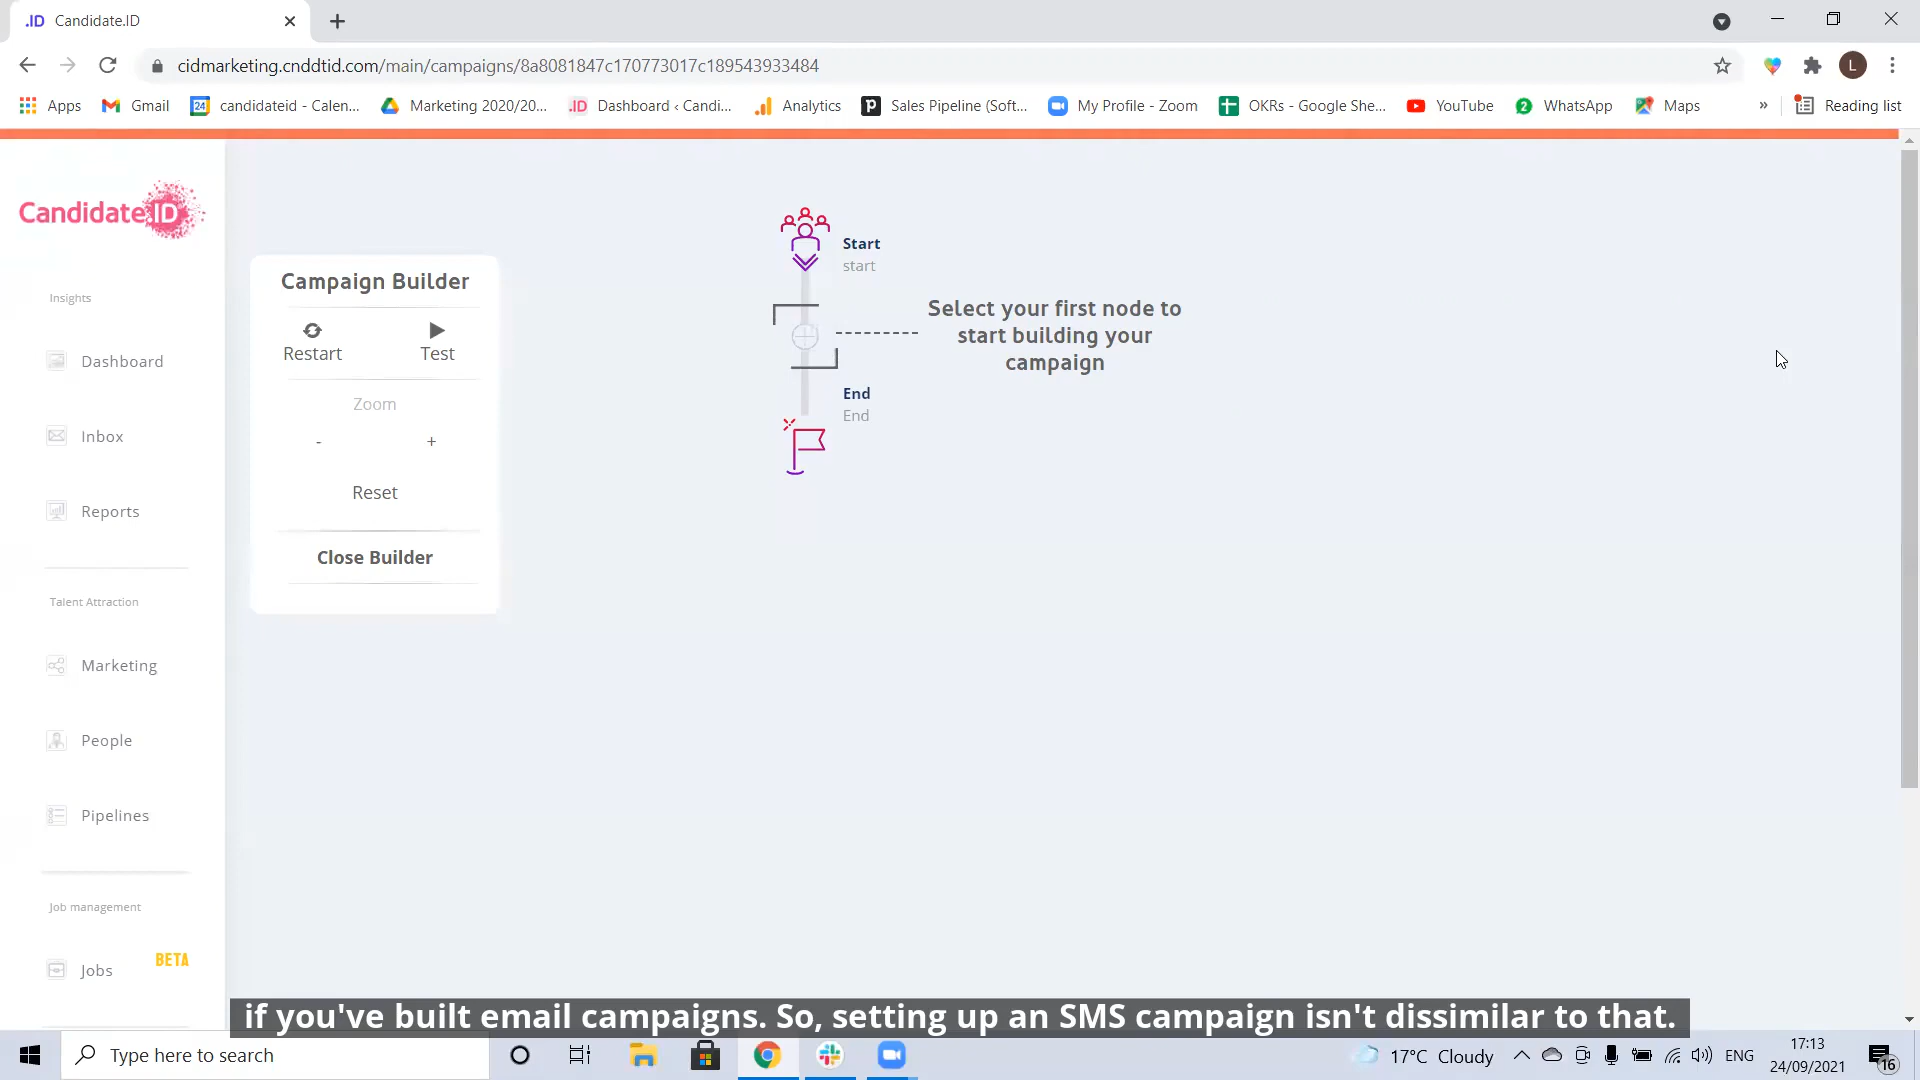 .ID Candidate.ID
cidmarketing.cnddtid.com/main/campaigns/8a8081847c170773017c189543933484
L
Apps Gmail 24 candidateid - Calen... Marketing 2020/20... .ID Dashboard ‹ Candi... Analytics Sales Pipeline (Soft... My Profile - Zoom OKRs - Google She... YouTube 2 WhatsApp Maps » Reading list
Candidate.ID
Insights
Dashboard
Inbox
Reports
Talent Attraction
Marketing
People
Pipelines
Job management
Jobs BETA
Campaign Builder
Restart Test
Zoom
- +
Reset
Close Builder
Start
start
Select your first node to
start building your
campaign
End
End
if you've built email campaigns. So, setting up an SMS campaign isn't dissimilar to that.
Type here to search
17°C Cloudy
ENG
17:13
24/09/2021
16